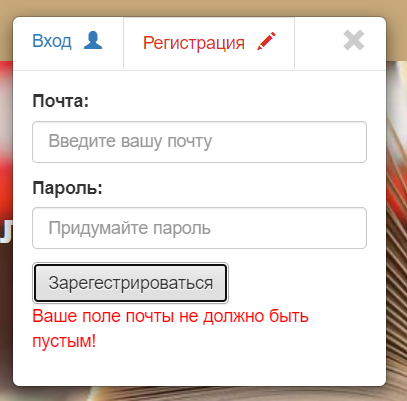 Вход
Регистрация
Почта:
Введите вашу почту
Пароль:
Придумайте пароль
Зарегестрироваться
Ваше поле почты не должно быть
пустым!